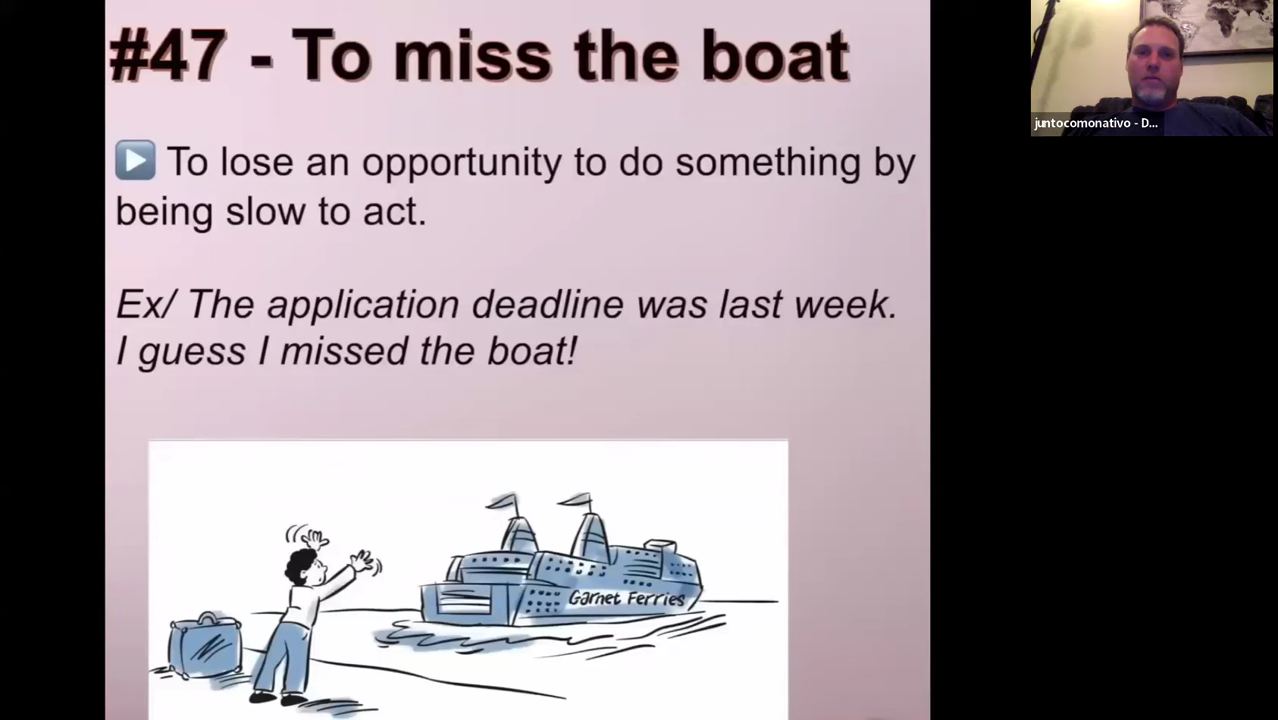 #47 - To miss the boat
To lose an opportunity to do something by
being slow to act.
Ex/ The application deadline was last week.
I guess I missed the boat!
Garnet Ferries
juntocomonativo - D...